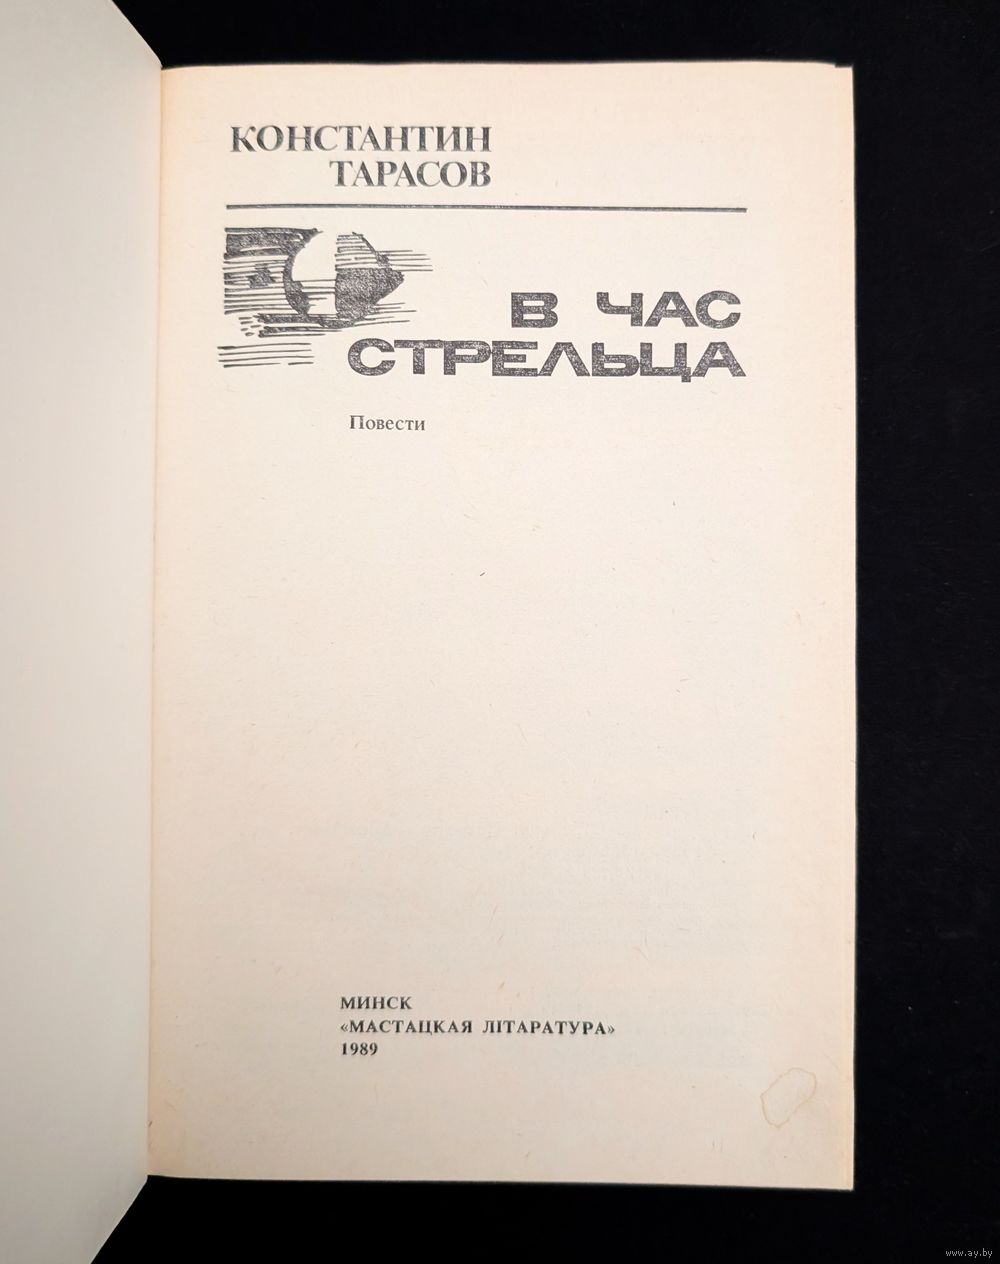 КОНСТАНТИН
ТАРАСОВ
В ЧАС
СТРЕЛЬЦА
Повести
МИНСК
«МАСТАЦКАЯ ЛІТАРАТУРА»
1989
www.ay.by